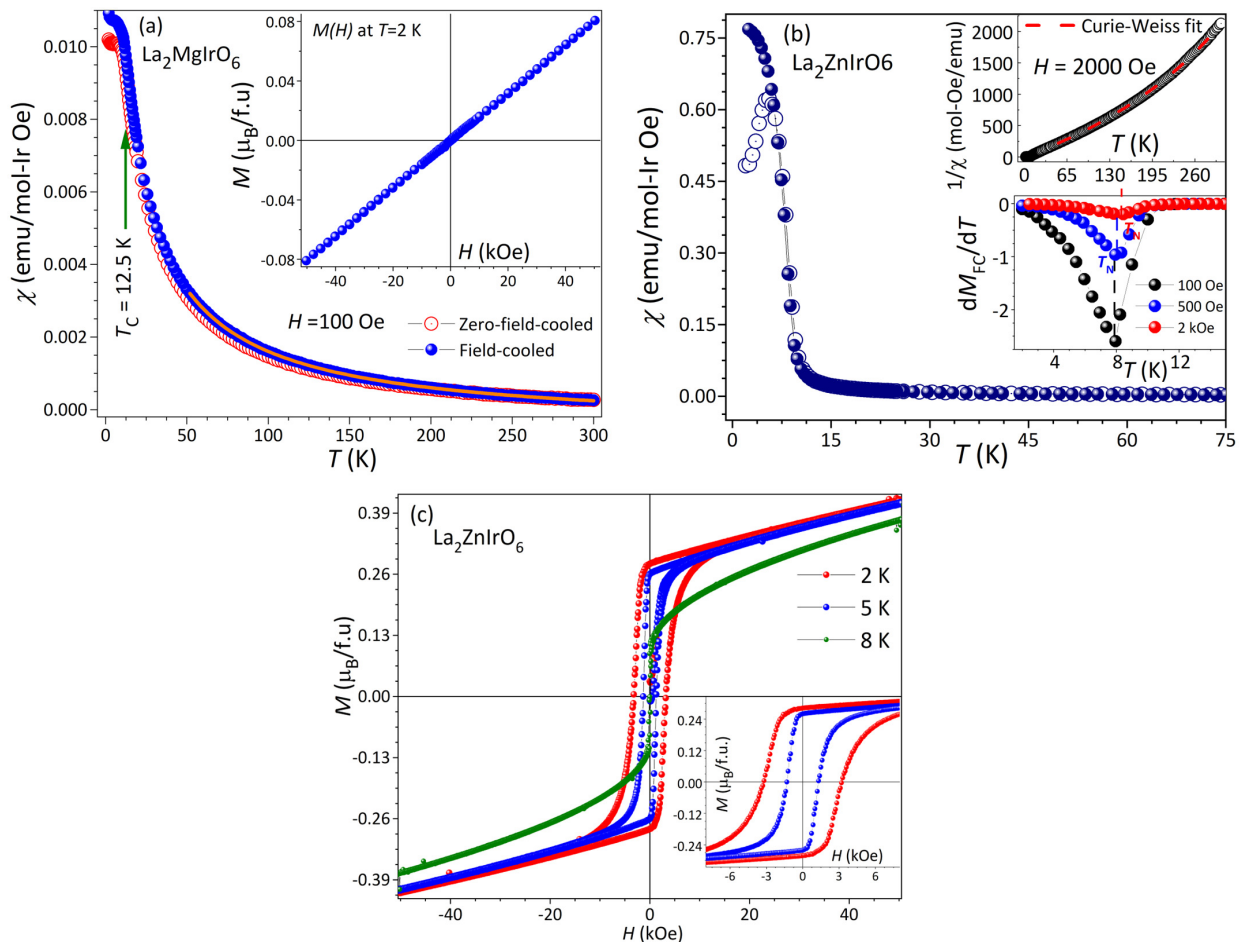 (a)
La₂MgIrO₆
M(H) at T=2 K
0.08
0.04
0.00
-0.04
-0.08
M (μB/f.u)
-40 -20 0 20 40
H (kOe)
0.010
0.008
0.006
0.004
0.002
0.000
χ (emu/mol-Ir Oe)
TC = 12.5 K
H =100 Oe
Zero-field-cooled
Field-cooled
0 50 100 150 200 250 300
T (K)
(b)
La₂ZnIrO6
0.75
0.60
0.45
0.30
0.15
0.00
χ (emu/mol-Ir Oe)
0 15 30 45 60 75
T (K)
Curie-Weiss fit
H = 2000 Oe
2000
1500
1000
500
0
1/χ (mol-Oe/emu)
65 130 195 260
T (K)
0
-1
-2
dMFC/dT
TN
TN
100 Oe
500 Oe
2 kOe
4 8 12
T (K)
(c)
La₂ZnIrO₆
0.39
0.26
0.13
0.00
-0.13
-0.26
-0.39
M (μB/f.u)
2 K
5 K
8 K
-40 -20 0 20 40
H (kOe)
0.24
0.12
0.00
-0.12
-0.24
M (μB/f.u.)
H (kOe)
-6 -3 0 3 6